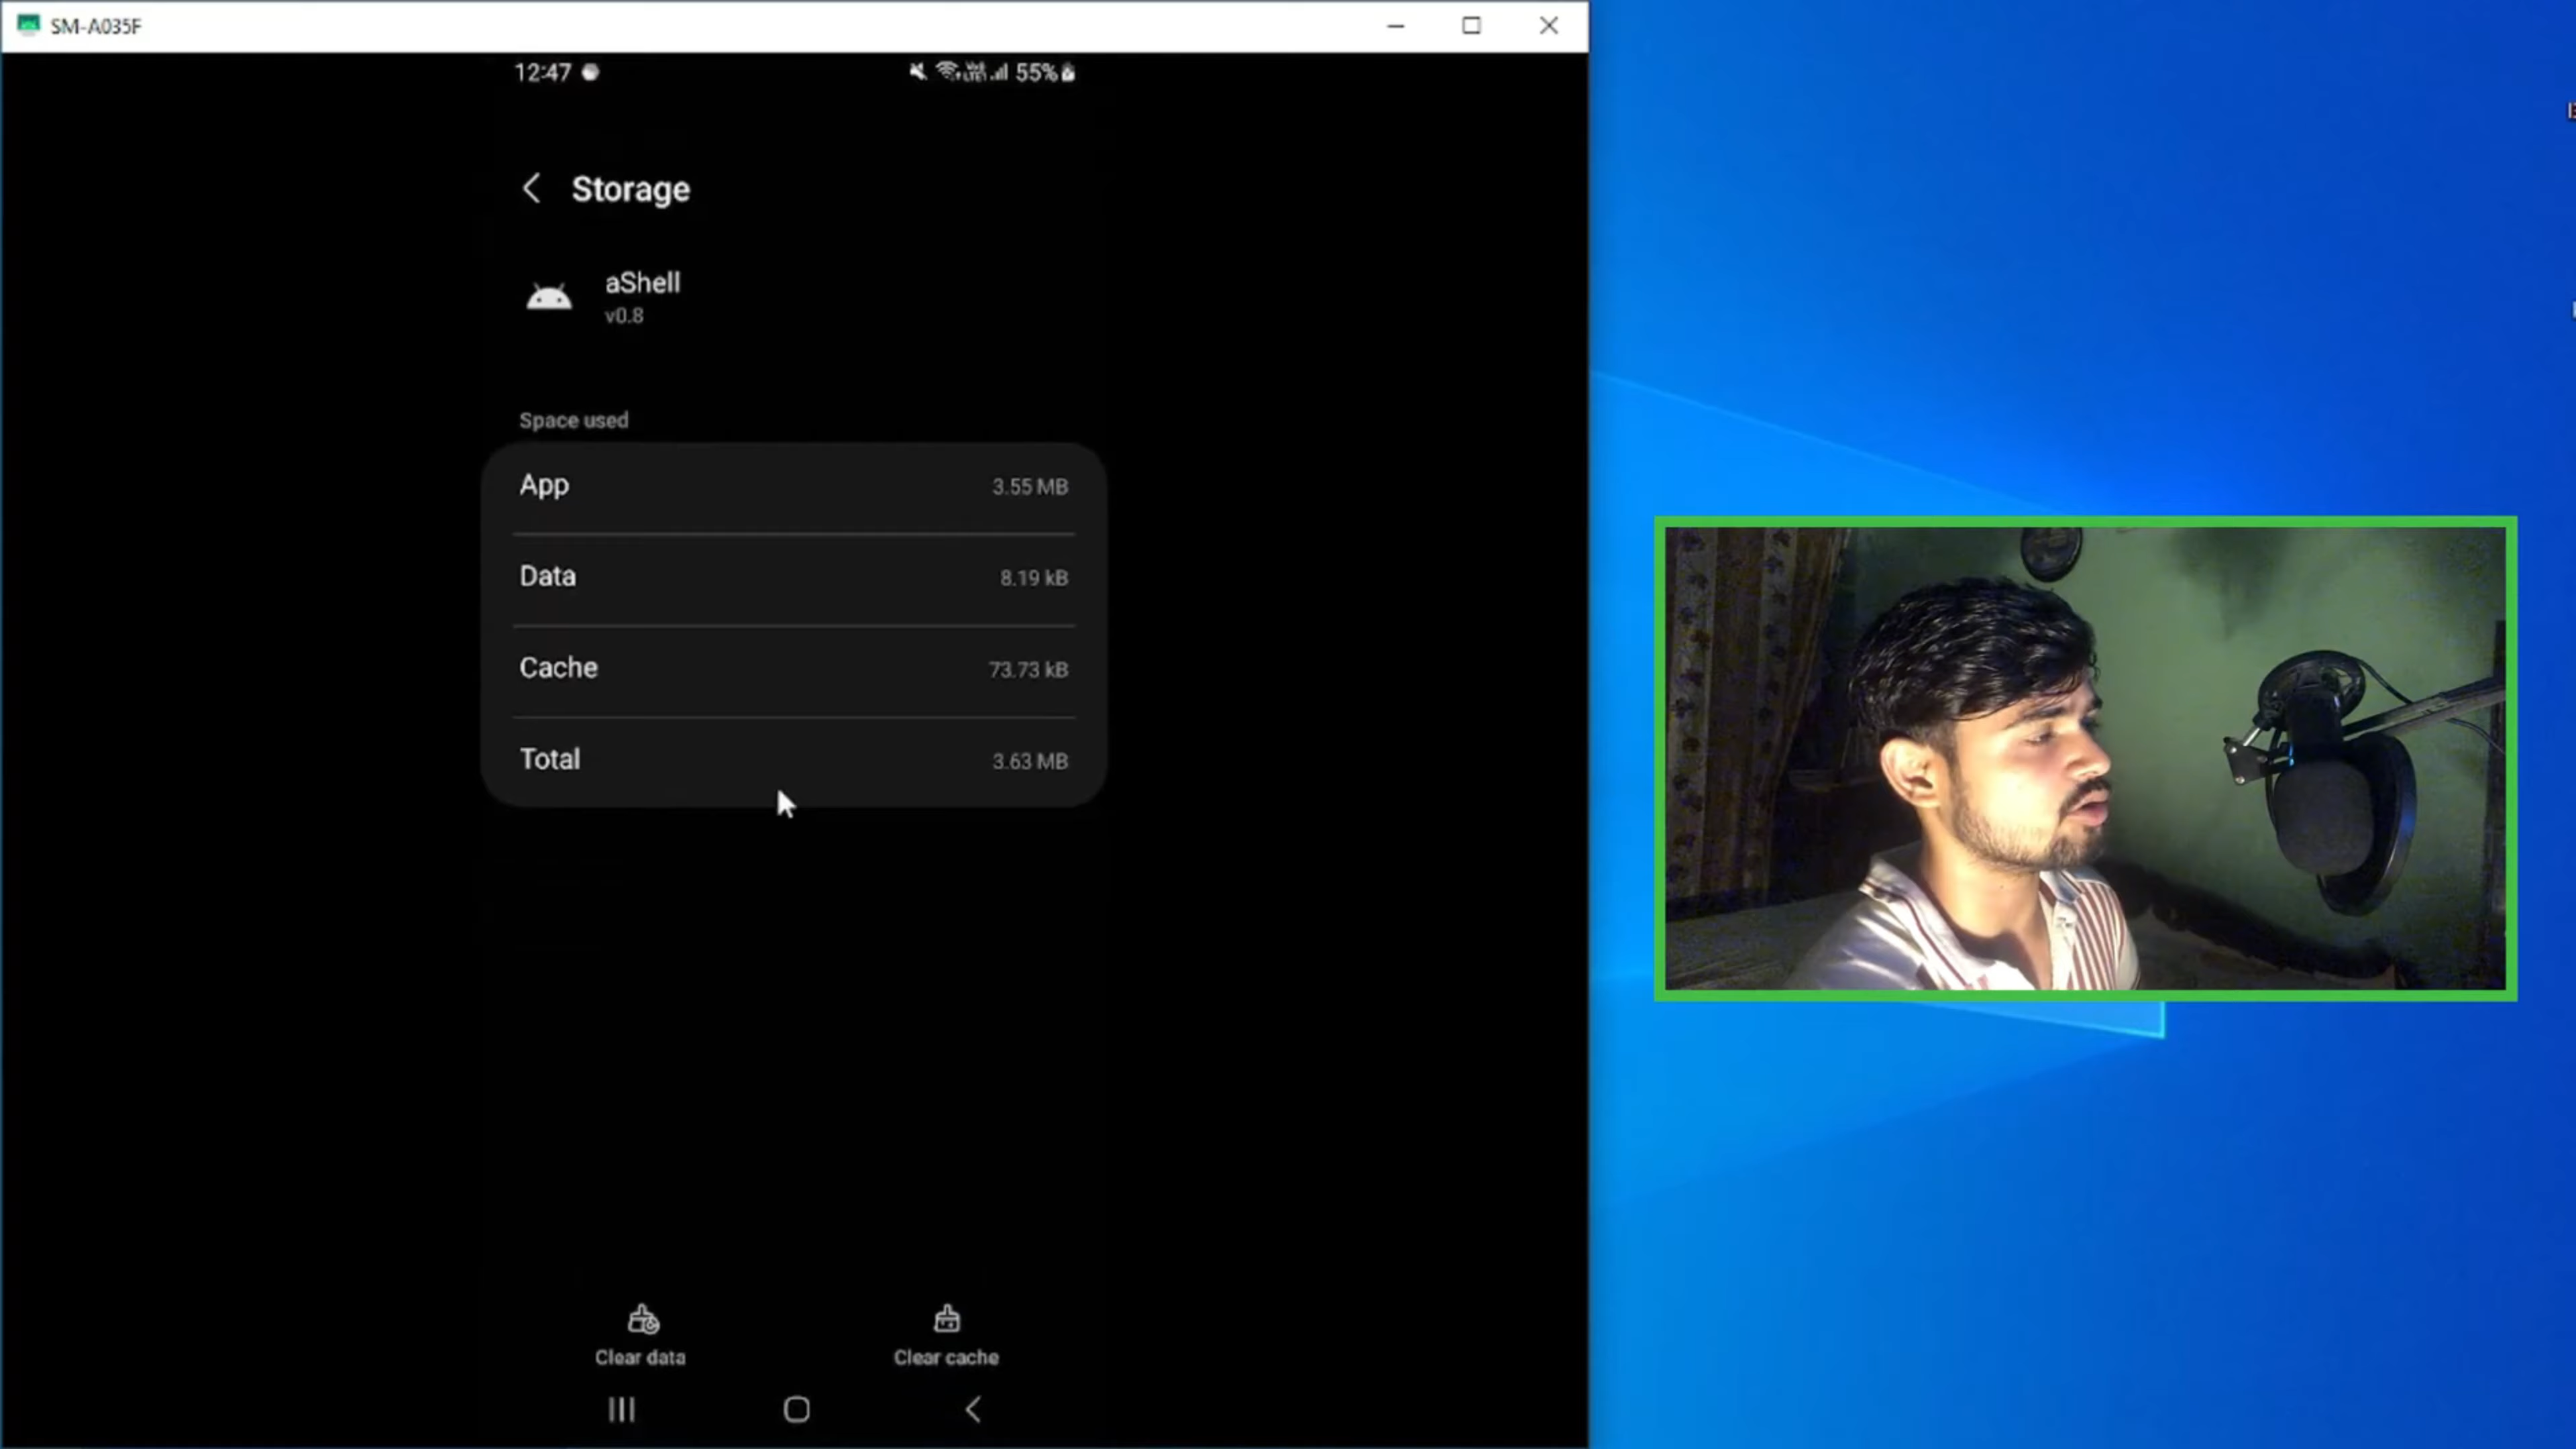 SM-A035F
12:47
55%
Storage
aShell
v0.8
Space used
App 3.55 MB
Data 8.19 kB
Cache 73.73 kB
Total 3.63 MB
Clear data
Clear cache